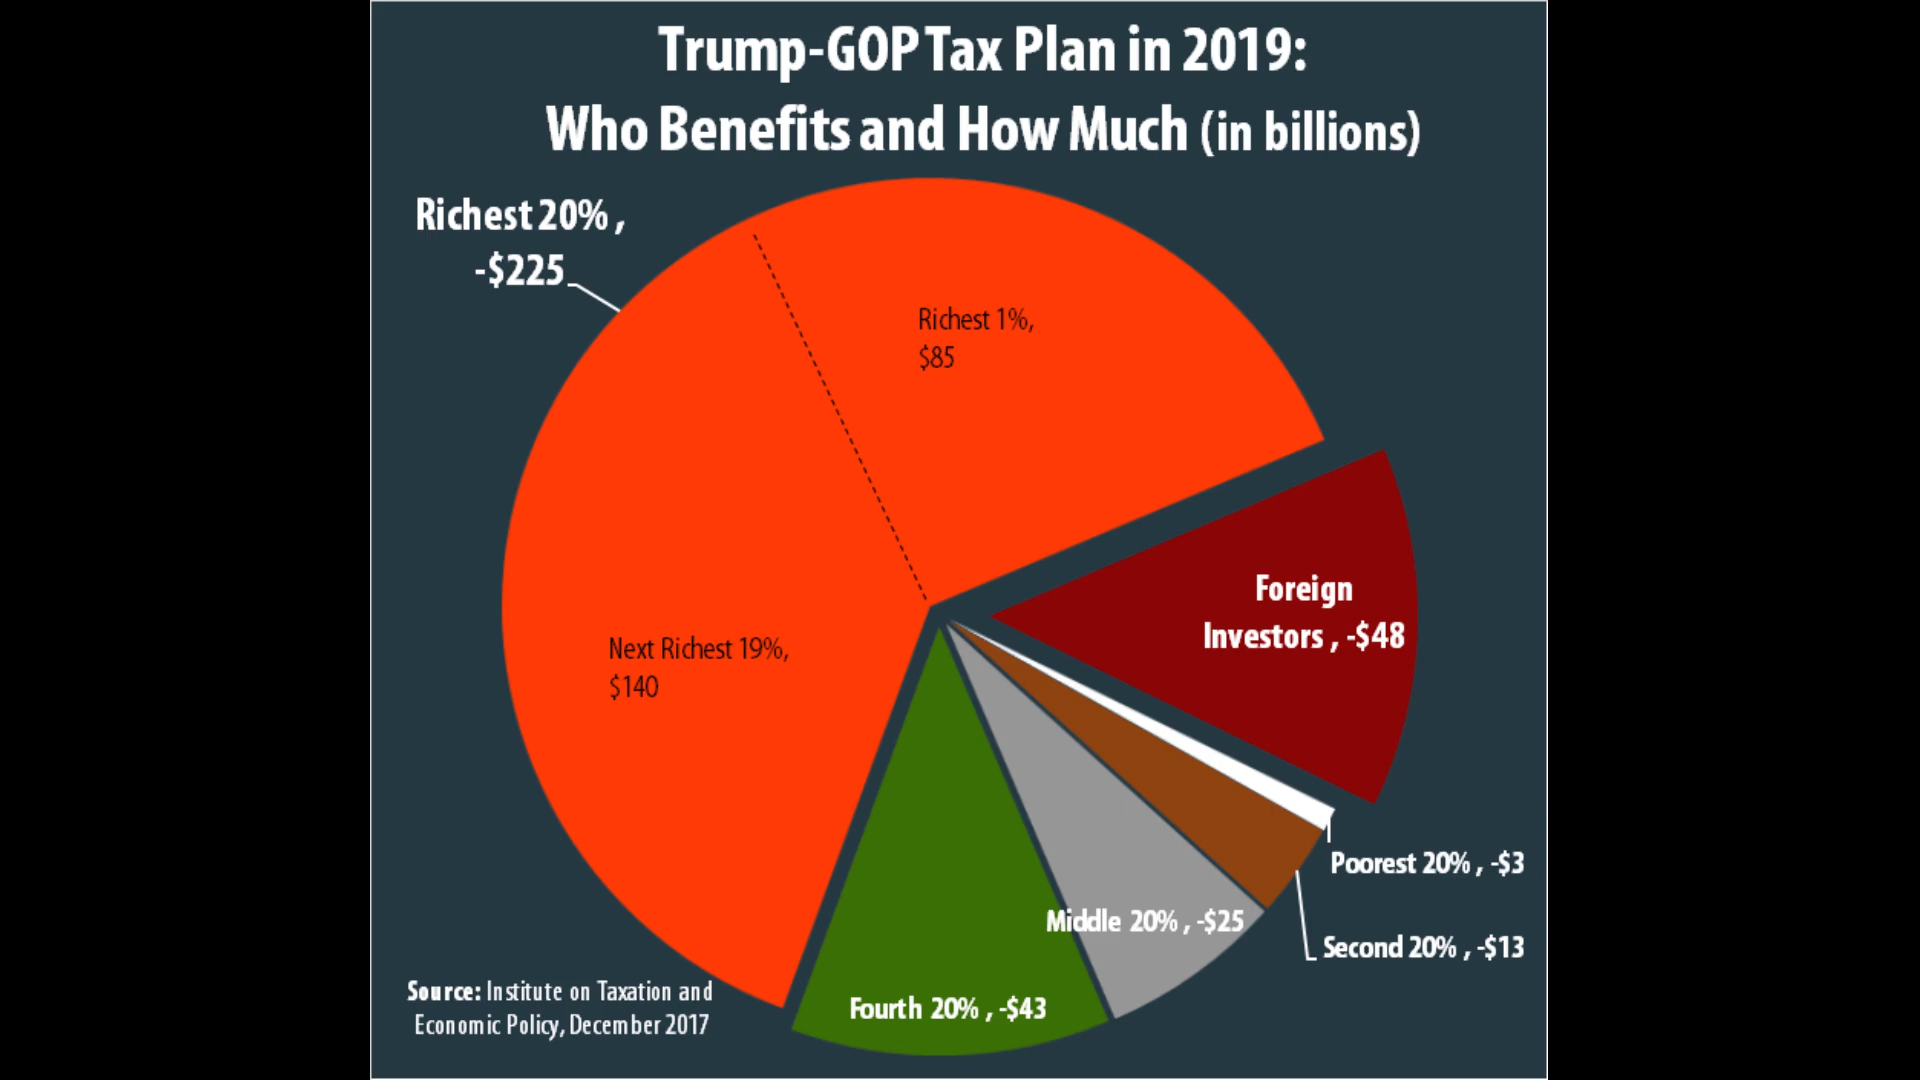 Trump-GOP Tax Plan in 2019:
Who Benefits and How Much (in billions)
Richest 20% ,
-$225
Richest 1%,
$85
Foreign
Investors , -$48
Next Richest 19%,
$140
Poorest 20% , -$3
Middle 20% , -$25
Second 20% , -$13
Fourth 20% , -$43
Source: Institute on Taxation and
Economic Policy, December 2017